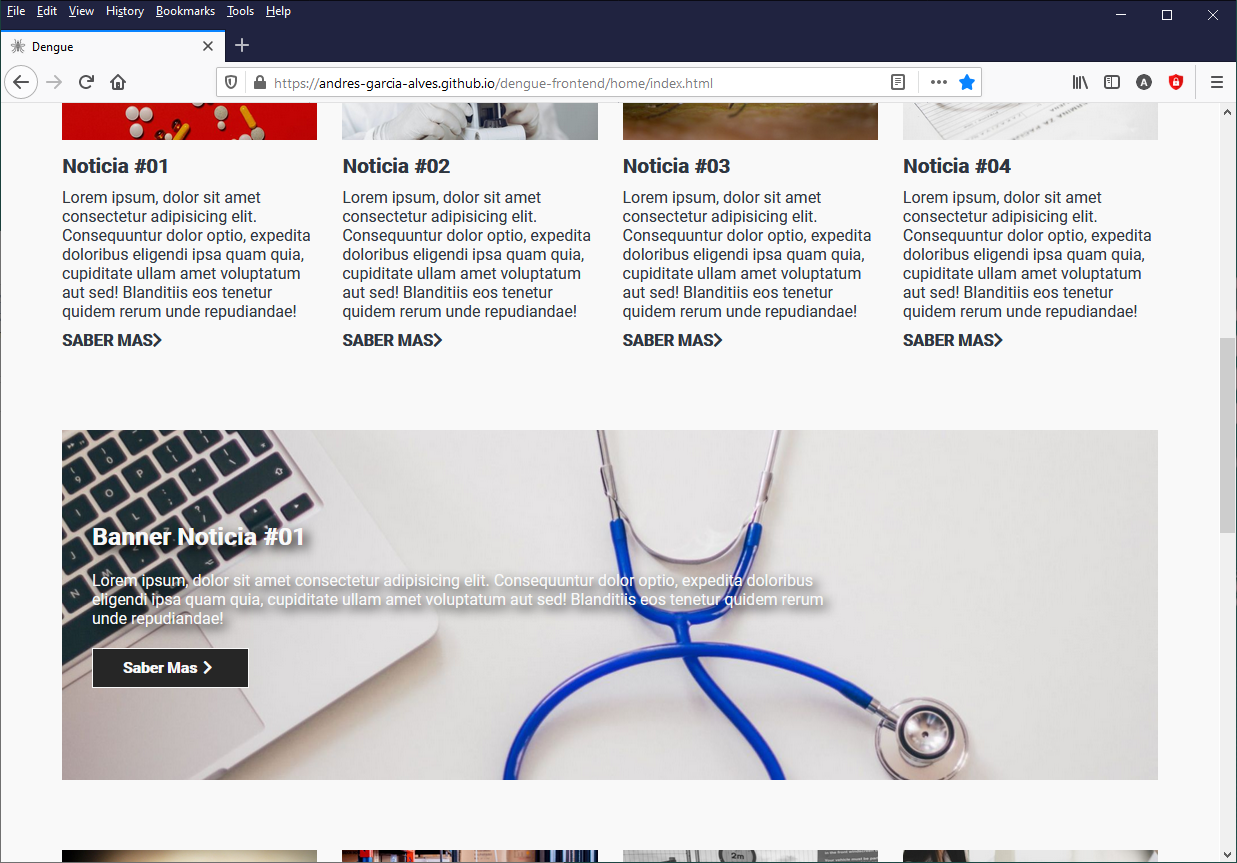 File Edit View History Bookmarks Tools Help
Dengue
https://andres-garcia-alves.github.io/dengue-frontend/home/index.html
Noticia #01
Lorem ipsum, dolor sit amet
consectetur adipisicing elit.
Consequuntur dolor optio, expedita
doloribus eligendi ipsa quam quia,
cupiditate ullam amet voluptatum
aut sed! Blanditiis eos tenetur
quidem rerum unde repudiandae!
SABER MAS
Noticia #02
Lorem ipsum, dolor sit amet
consectetur adipisicing elit.
Consequuntur dolor optio, expedita
doloribus eligendi ipsa quam quia,
cupiditate ullam amet voluptatum
aut sed! Blanditiis eos tenetur
quidem rerum unde repudiandae!
SABER MAS
Noticia #03
Lorem ipsum, dolor sit amet
consectetur adipisicing elit.
Consequuntur dolor optio, expedita
doloribus eligendi ipsa quam quia,
cupiditate ullam amet voluptatum
aut sed! Blanditiis eos tenetur
quidem rerum unde repudiandae!
SABER MAS
Noticia #04
Lorem ipsum, dolor sit amet
consectetur adipisicing elit.
Consequuntur dolor optio, expedita
doloribus eligendi ipsa quam quia,
cupiditate ullam amet voluptatum
aut sed! Blanditiis eos tenetur
quidem rerum unde repudiandae!
SABER MAS
Banner Noticia #01
Lorem ipsum, dolor sit amet consectetur adipisicing elit. Consequuntur dolor optio, expedita doloribus
eligendi ipsa quam quia, cupiditate ullam amet voluptatum aut sed! Blanditiis eos tenetur quidem rerum
unde repudiandae!
Saber Mas
2m